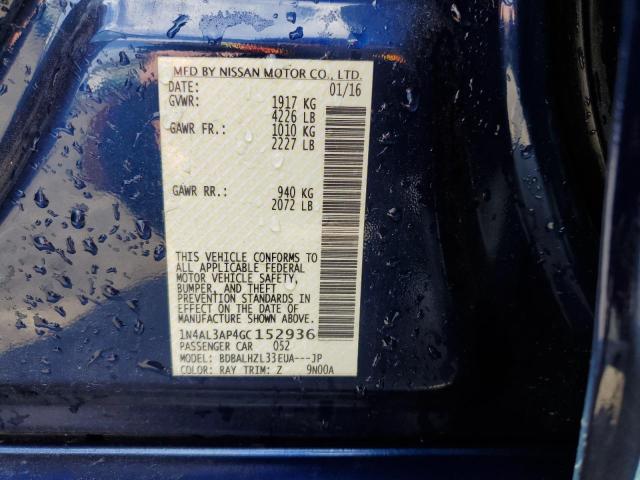 MFD BY NISSAN MOTOR CO., LTD.
DATE: 01/16
GVWR: 1917 KG
4226 LB
GAWR FR.: 1010 KG
2227 LB
GAWR RR.: 940 KG
2072 LB
THIS VEHICLE CONFORMS TO
ALL APPLICABLE FEDERAL
MOTOR VEHICLE SAFETY,
BUMPER, AND THEFT
PREVENTION STANDARDS IN
EFFECT ON THE DATE OF
MANUFACTURE SHOWN ABOVE.
1N4AL3AP4GC152936
PASSENGER CAR 052
MODEL: BDBALHZL33EUA---JP
COLOR: RAY TRIM: Z 9N00A